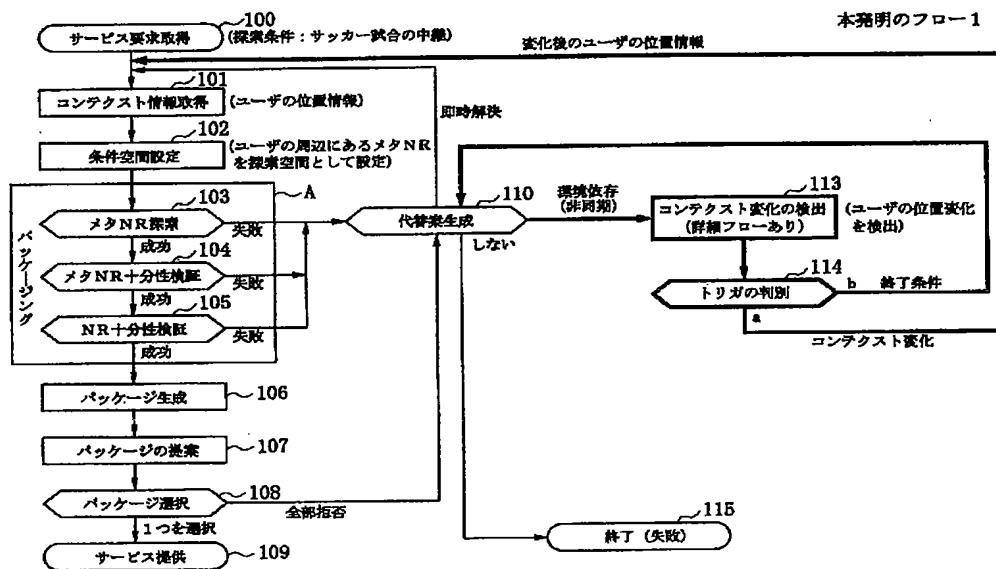 本発明のフロー1
100
サービス要求取得
(探索条件:サッカー試合の中継)
変化後のユーザの位置情報
101
コンテクスト情報取得
(ユーザの位置情報)
即時解決
102
条件空間設定
(ユーザの周辺にあるメタNR
を探索空間として設定)
A
パッケージング
103
メタNR探索
失敗
成功
104
メタNR十分性検証
失敗
成功
105
NR十分性検証
失敗
成功
110
代替案生成
しない
環境依存
(非同期)
113
コンテクスト変化の検出
(詳細フローあり)
(ユーザの位置変化
を検出)
114
トリガの判別
b 終了条件
a
コンテクスト変化
パッケージ生成
106
パッケージの提案
107
パッケージ選択
108
全部拒否
1つを選択
サービス提供
109
115
終了(失敗)